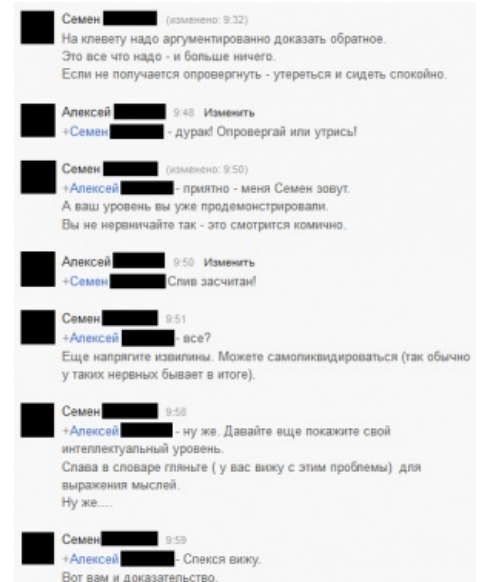 Семен (изменено: 9:32)
На клевету надо аргументированно доказать обратное.
Это все что надо - и больше ничего.
Если не получается опровергнуть - утереться и сидеть спокойно.
Алексей 9:48 Изменить
+Семен - дурак! Опровергай или утрись!
Семен (изменено: 9:50)
+Алексей - приятно - меня Семен зовут.
А ваш уровень вы уже продемонстрировали.
Вы не нервничайте так - это смотрится комично.
Алексей 9:50 Изменить
+Семен Слив засчитан!
Семен 9:51
+Алексей - все?
Еще напрягите извилины. Можете самоликвидироваться (так обычно
у таких нервных бывает в итоге).
Семен 9:58
+Алексей - ну же. Давайте еще покажите свой
интеллектуальный уровень.
Слава в словаре гляньте ( у вас вижу с этим проблемы) для
выражения мыслей.
Ну же....
Семен 9:59
+Алексей - Спекся вижу.
Вот вам и доказательство.